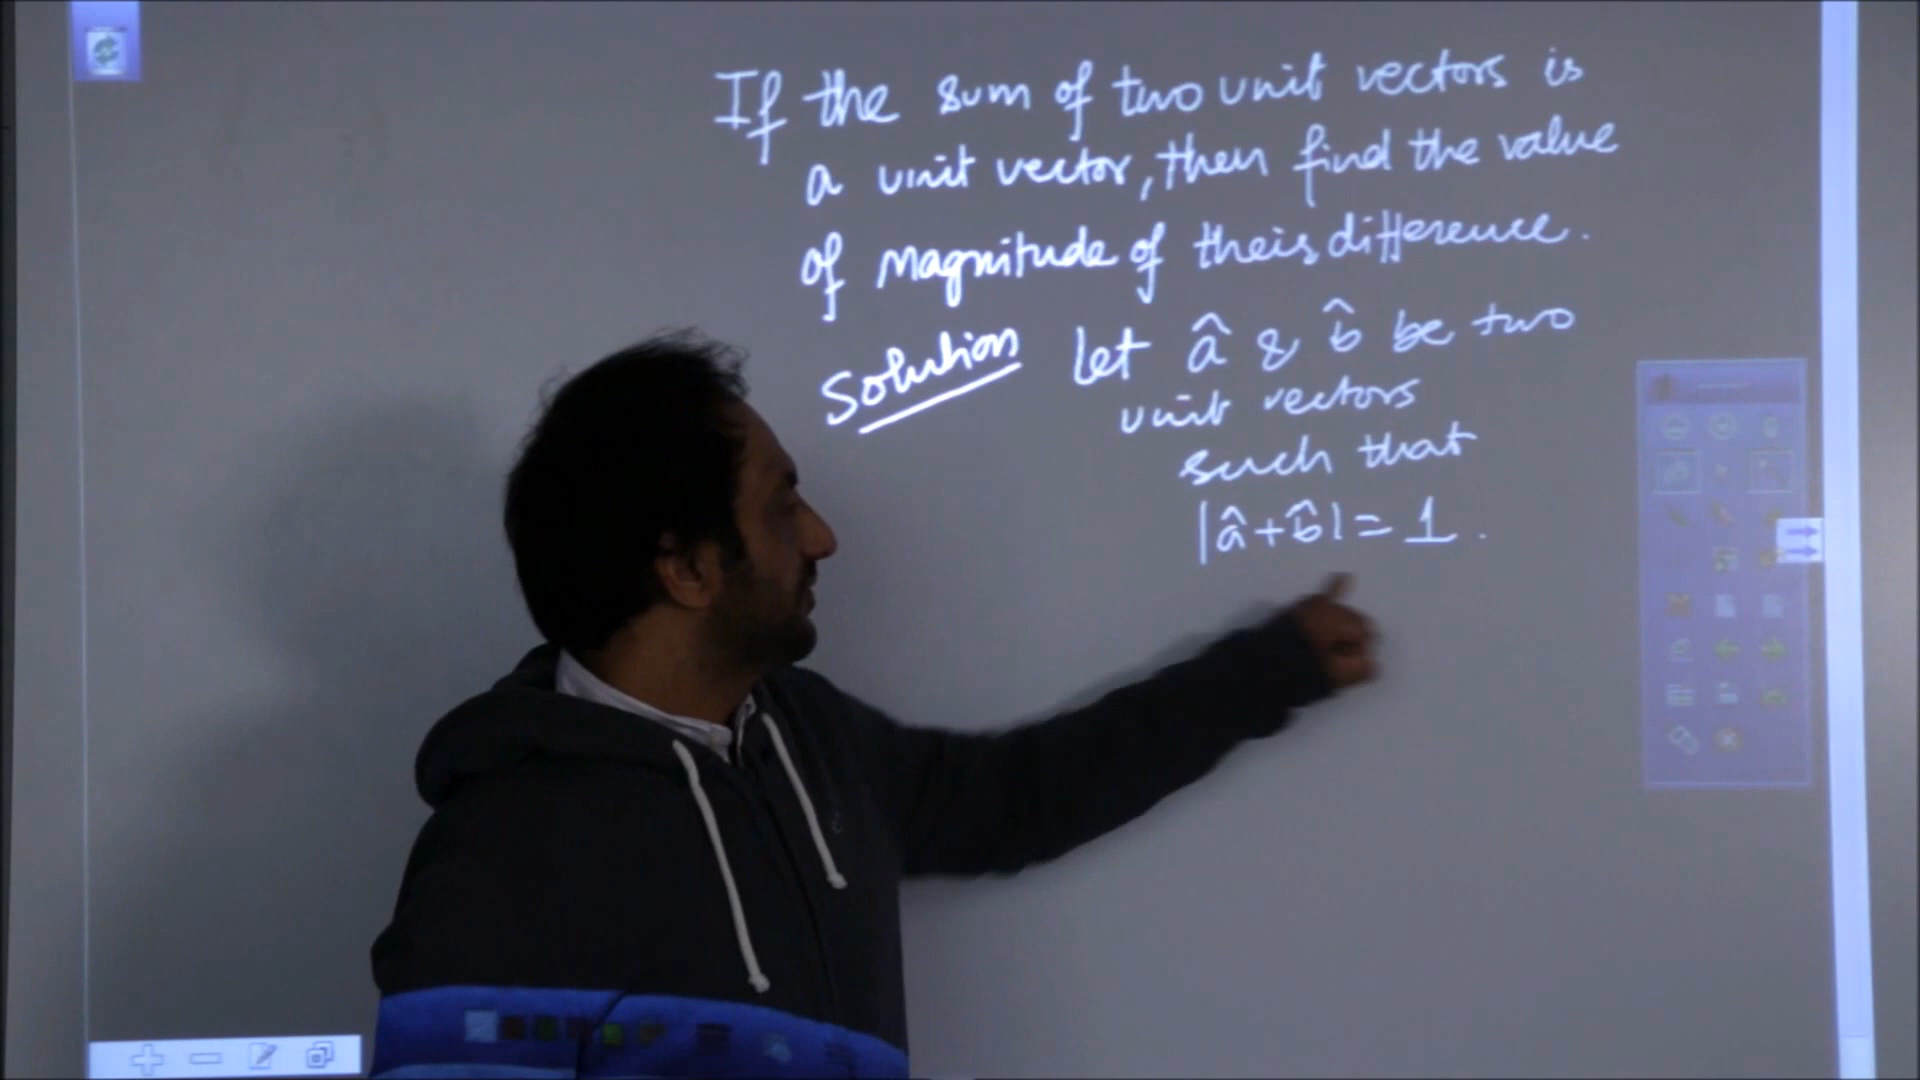 If the sum of two unit vectors is
a unit vector, then find the value
of magnitude of theis difference.
Solution Let â & b̂ be two
unit vectors
such that
|â+b̂| = 1.